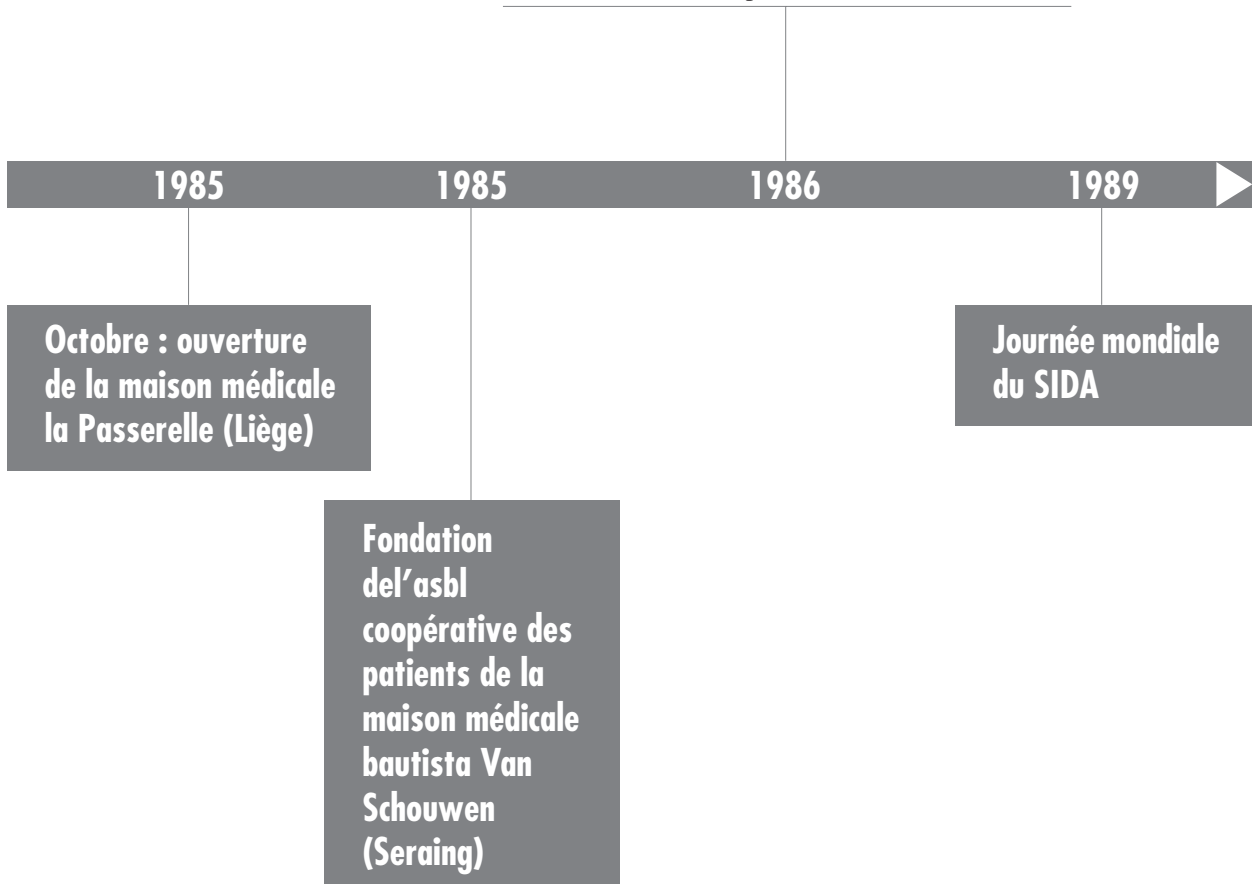 1985
1985
1986
1989
Octobre : ouverture
de la maison médicale
la Passerelle (Liège)
Journée mondiale
du SIDA
Fondation
del’asbl
coopérative des
patients de la
maison médicale
bautista Van
Schouwen
(Seraing)